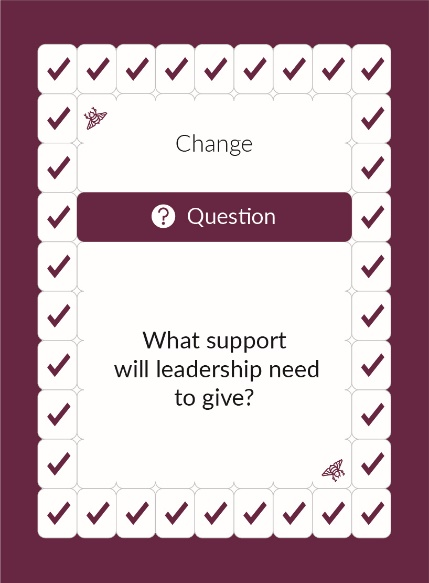 Change
? Question
What support
will leadership need
to give?